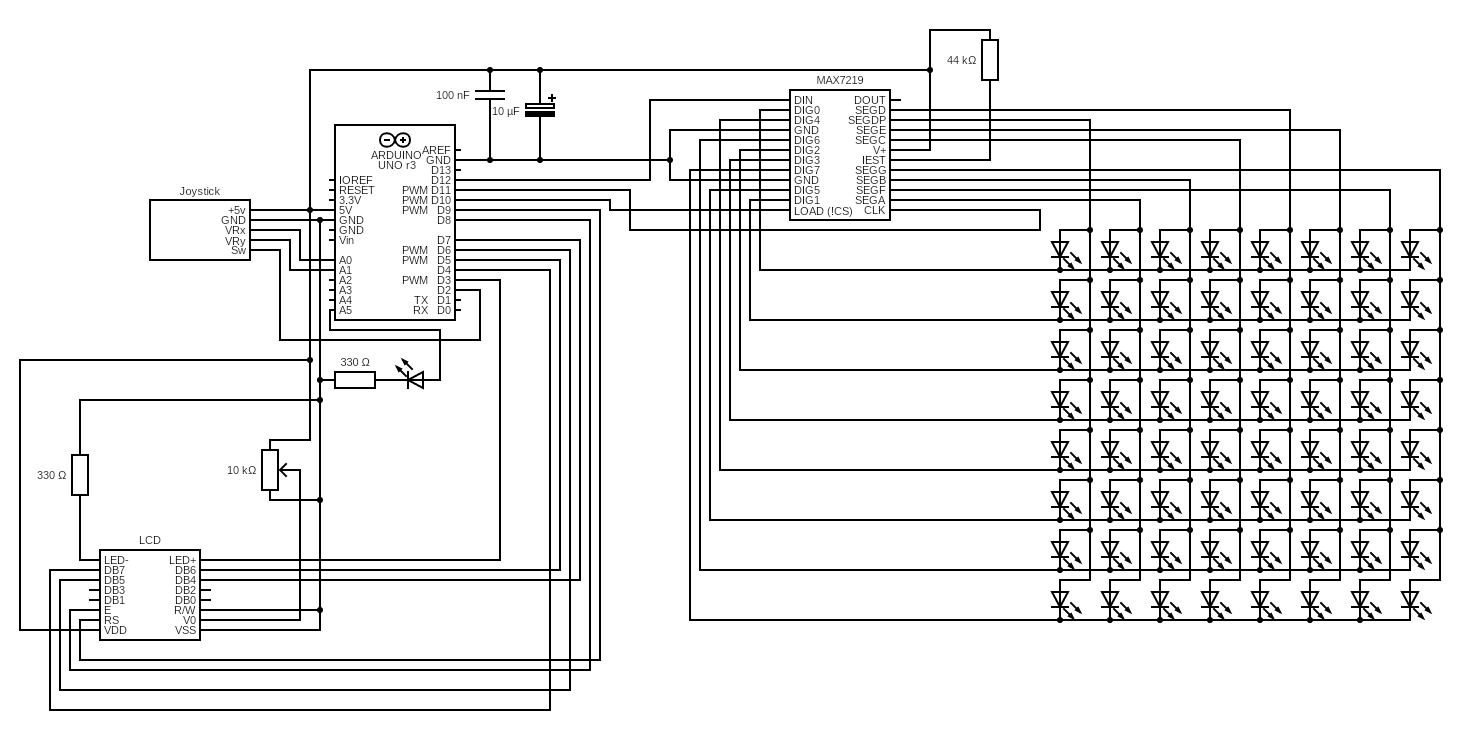 44 kΩ
MAX7219
100 nF
10 µF
DIN DOUT
DIG0 SEGD
DIG4 SEGDP
GND SEGE
DIG6 SEGC
DIG2 V+
DIG3 IEST
DIG7 SEGG
GND SEGB
DIG5 SEGF
DIG1 SEGA
LOAD (!CS) CLK
ARDUINO
UNO r3
AREF
GND
D13
IOREF D12
RESET PWM D11
3.3V PWM D10
5V PWM D9
GND D8
GND
Vin D7
PWM D6
A0 PWM D5
A1 D4
A2 PWM D3
A3 D2
A4 TX D1
A5 RX D0
Joystick
+5v
GND
VRx
VRy
Sw
330 Ω
10 kΩ
330 Ω
LCD
LED- LED+
DB7 DB6
DB5 DB4
DB3 DB2
DB1 DB0
E R/W
RS V0
VDD VSS